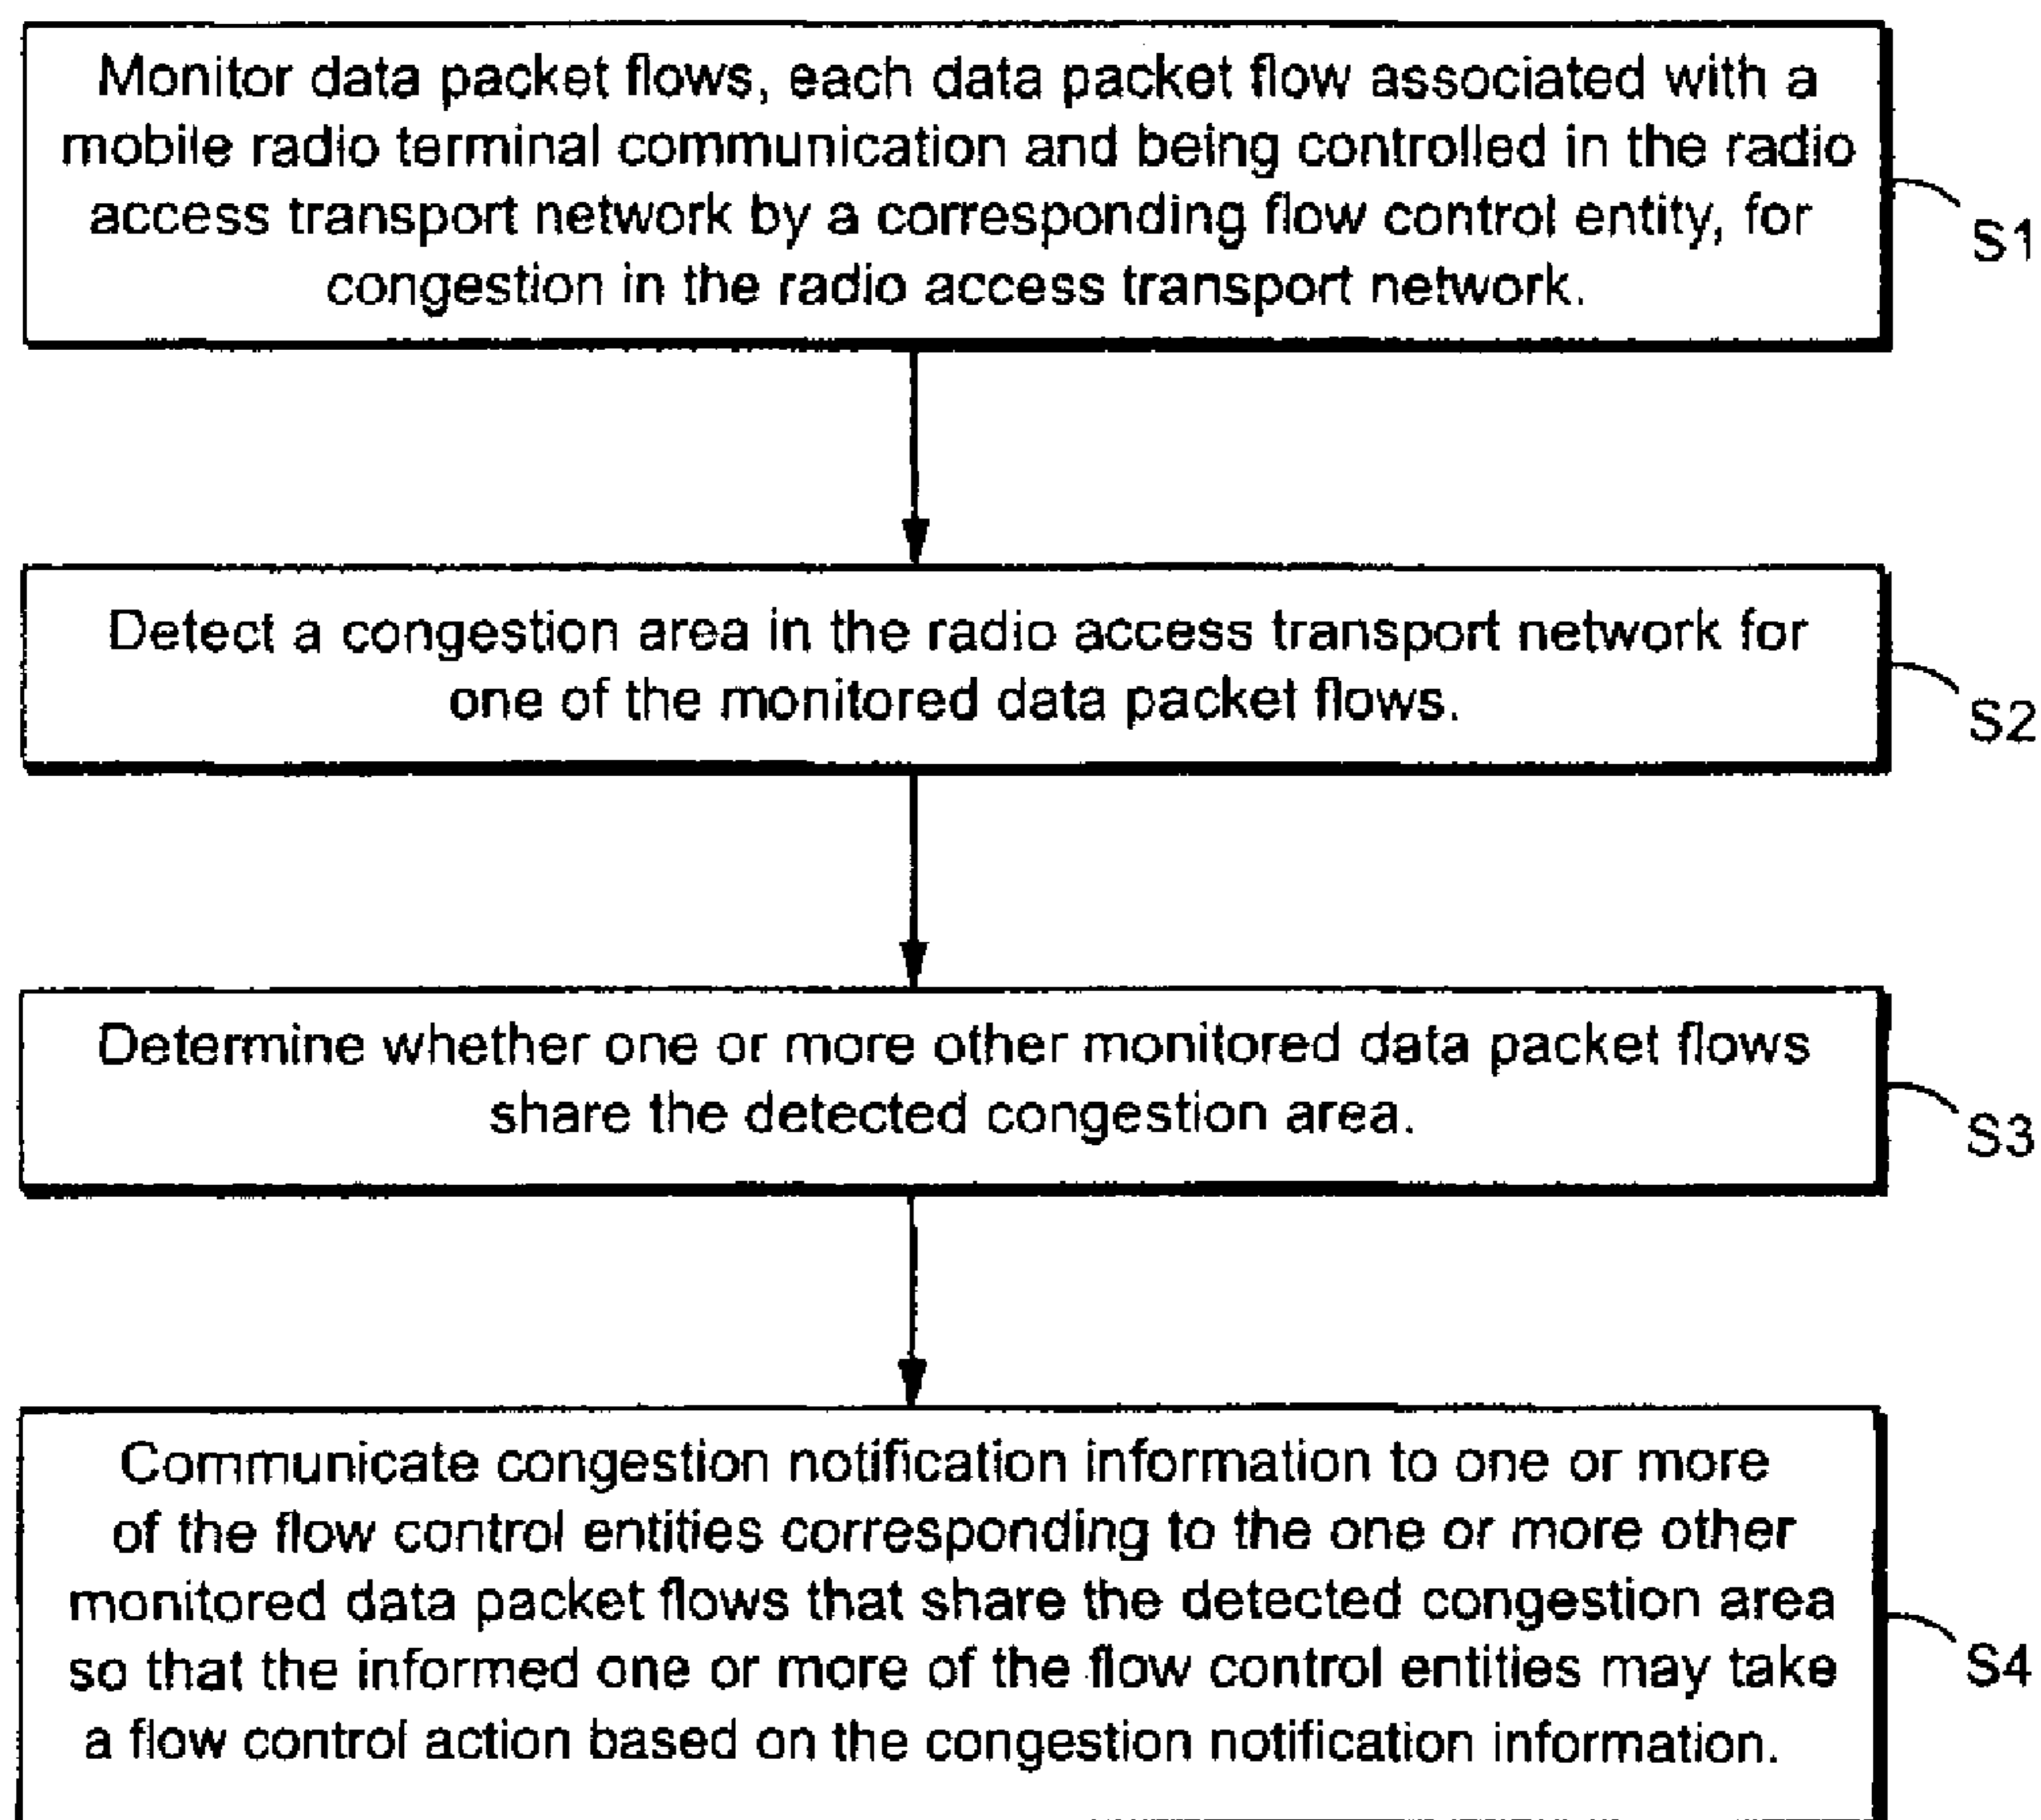 Monitor data packet flows, each data packet flow associated with a
mobile radio terminal communication and being controlled in the radio
access transport network by a corresponding flow control entity, for
congestion in the radio access transport network.
S1
Detect a congestion area in the radio access transport network for
one of the monitored data packet flows.
S2
Determine whether one or more other monitored data packet flows
share the detected congestion area.
S3
Communicate congestion notification information to one or more
of the flow control entities corresponding to the one or more other
monitored data packet flows that share the detected congestion area
so that the informed one or more of the flow control entities may take
a flow control action based on the congestion notification information.
S4